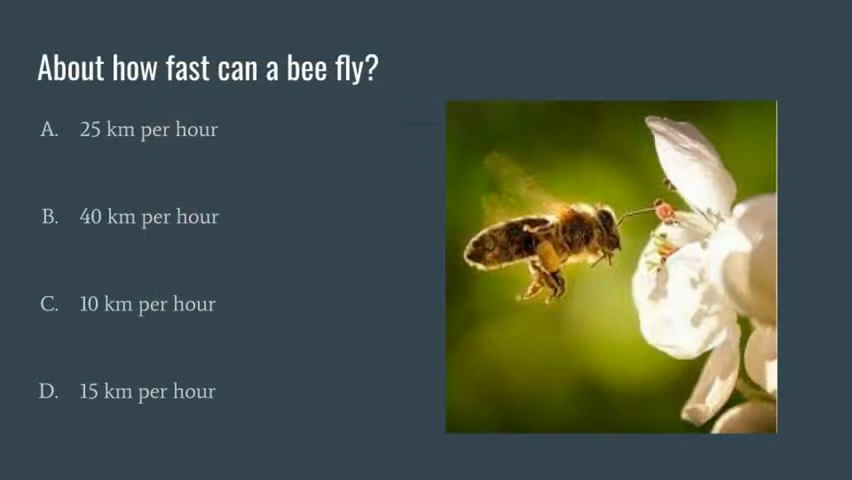 About how fast can a bee fly?
A. 25 km per hour
B. 40 km per hour
C. 10 km per hour
D. 15 km per hour